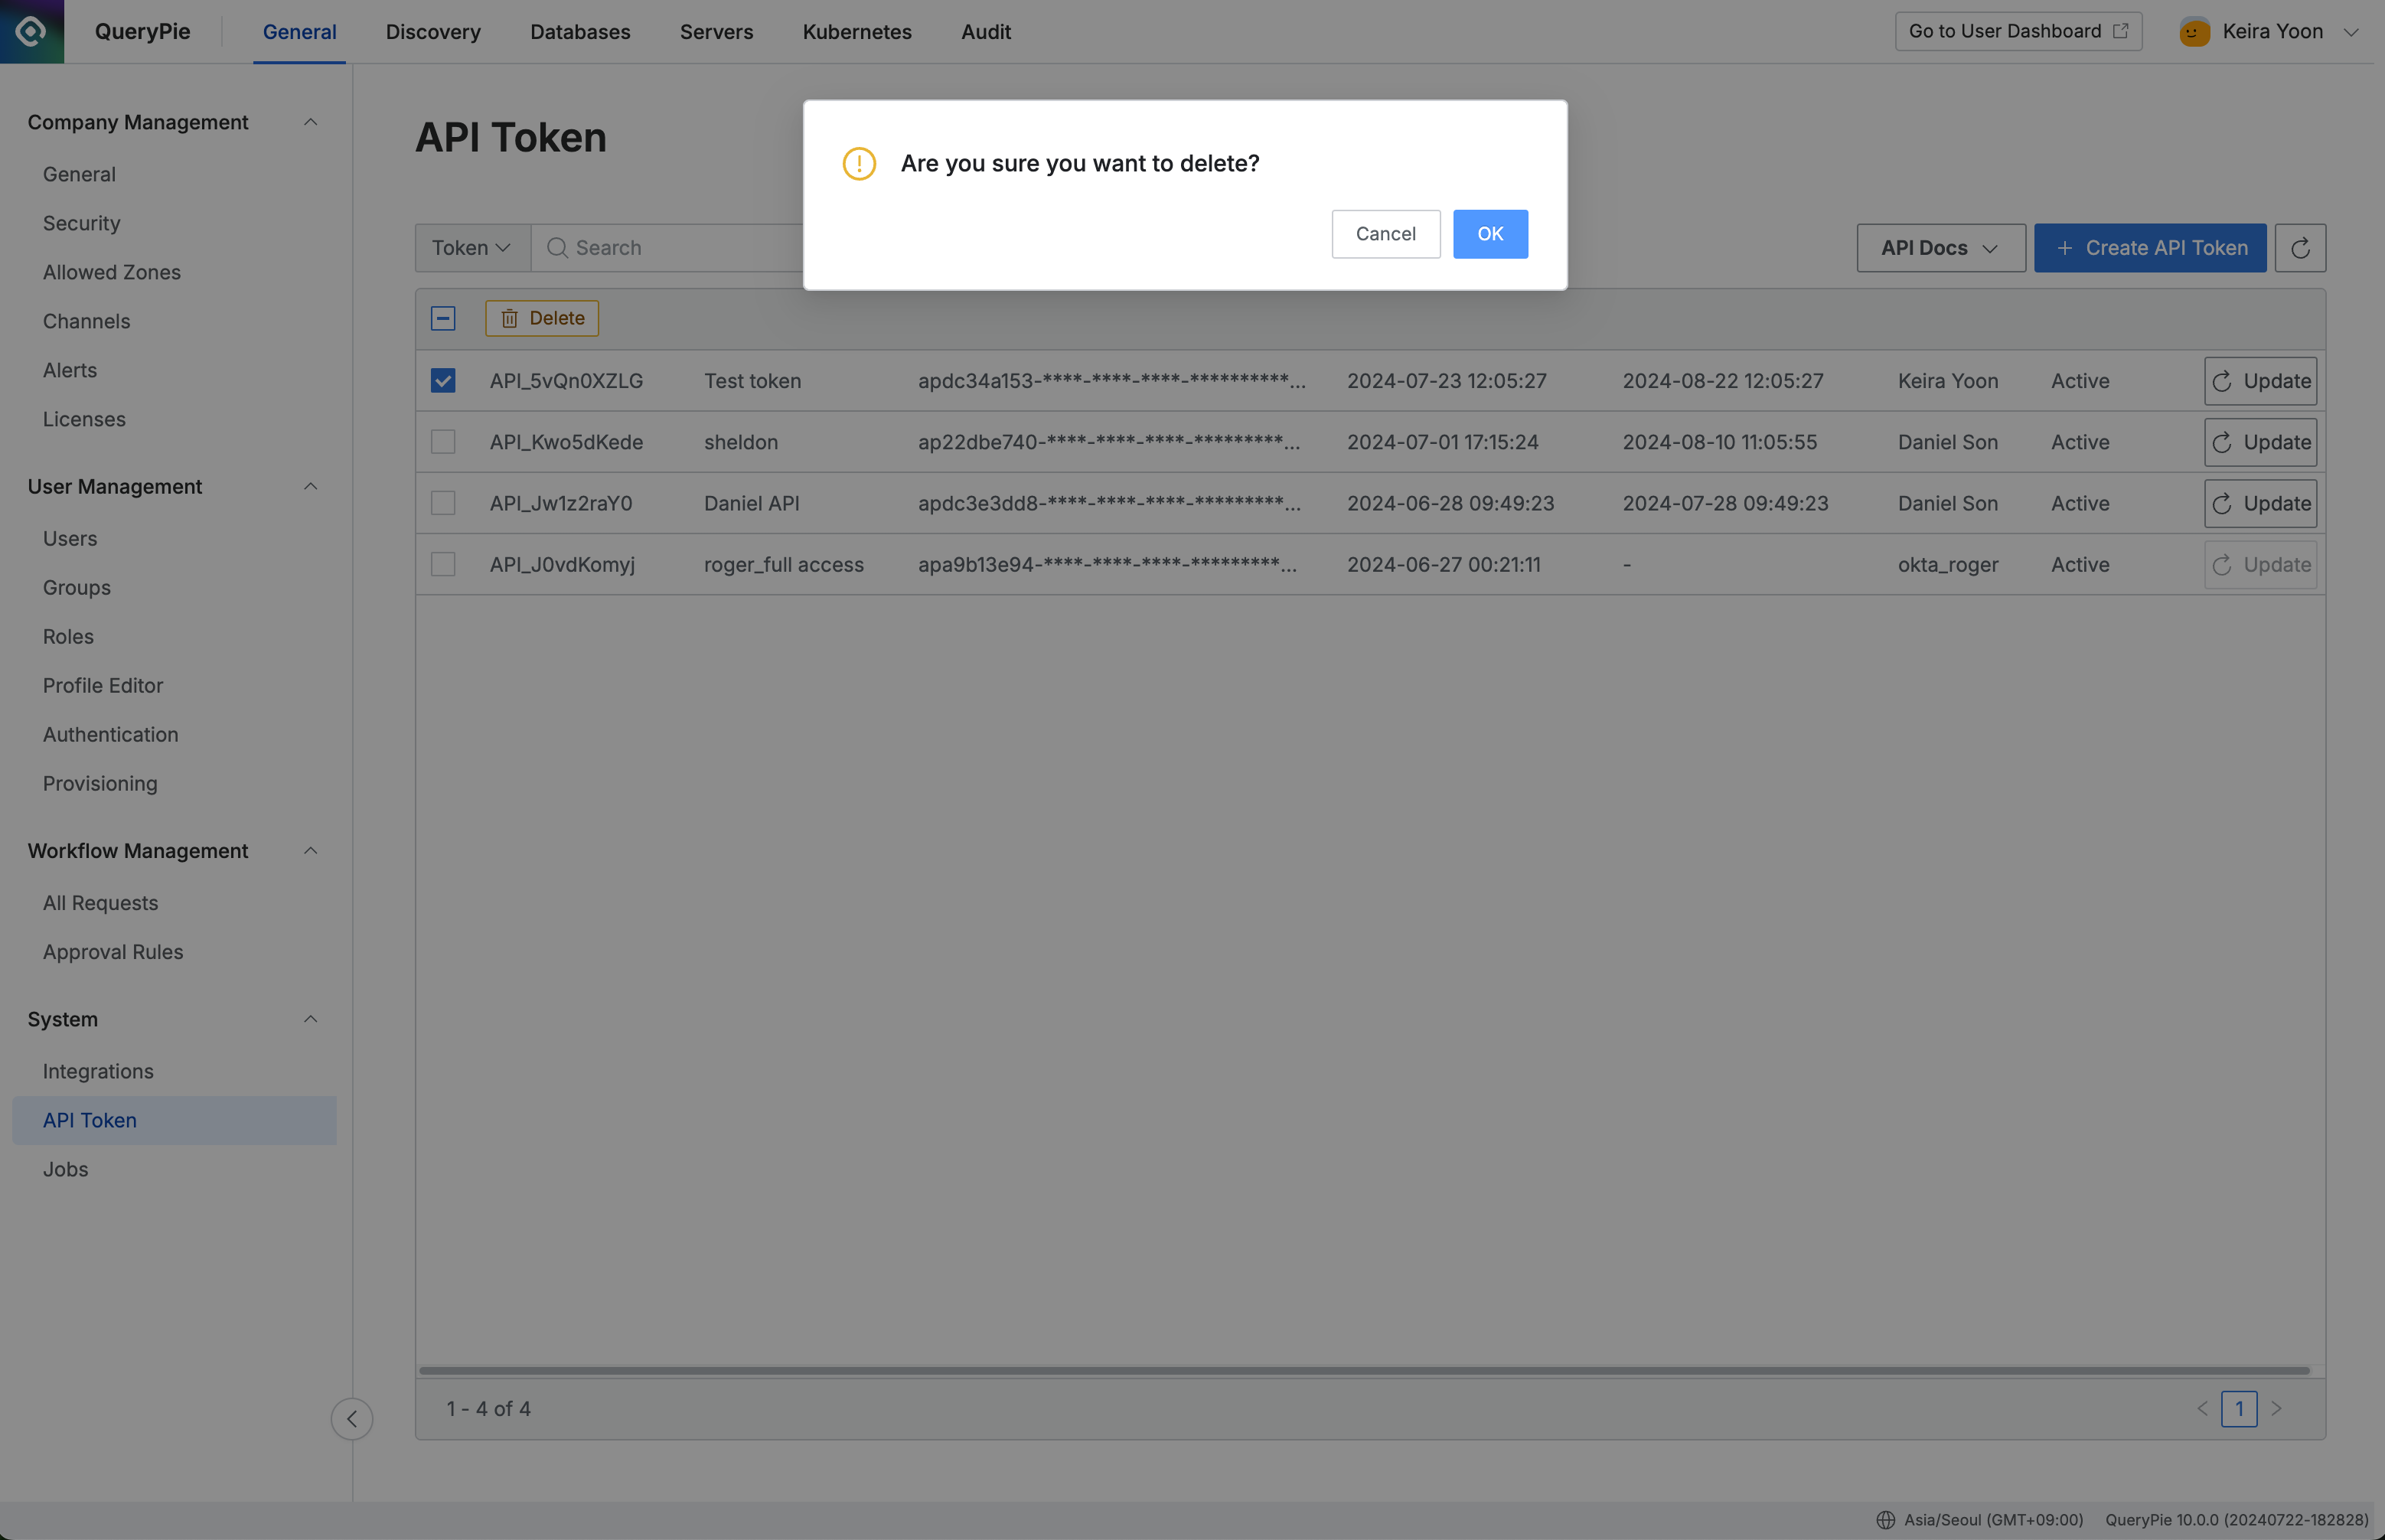 QueryPie
General
Discovery
Databases
Servers
Kubernetes
Audit
Go to User Dashboard
Keira Yoon
Company Management
General
Security
Allowed Zones
Channels
Alerts
Licenses
User Management
Users
Groups
Roles
Profile Editor
Authentication
Provisioning
Workflow Management
All Requests
Approval Rules
System
Integrations
API Token
Jobs
API Token
Are you sure you want to delete?
Cancel
OK
Token
Search
API Docs
Create API Token
Delete
API_5vQn0XZLG Test token apdc34a153-****-****-****-**********... 2024-07-23 12:05:27 2024-08-22 12:05:27 Keira Yoon Active Update
API_Kwo5dKede sheldon ap22dbe740-****-****-****-*********... 2024-07-01 17:15:24 2024-08-10 11:05:55 Daniel Son Active Update
API_Jw1z2raY0 Daniel API apdc3e3dd8-****-****-****-*********... 2024-06-28 09:49:23 2024-07-28 09:49:23 Daniel Son Active Update
API_J0vdKomyj roger_full access apa9b13e94-****-****-****-*********... 2024-06-27 00:21:11 - okta_roger Active Update
1 - 4 of 4
1
Asia/Seoul (GMT+09:00) QueryPie 10.0.0 (20240722-182828)